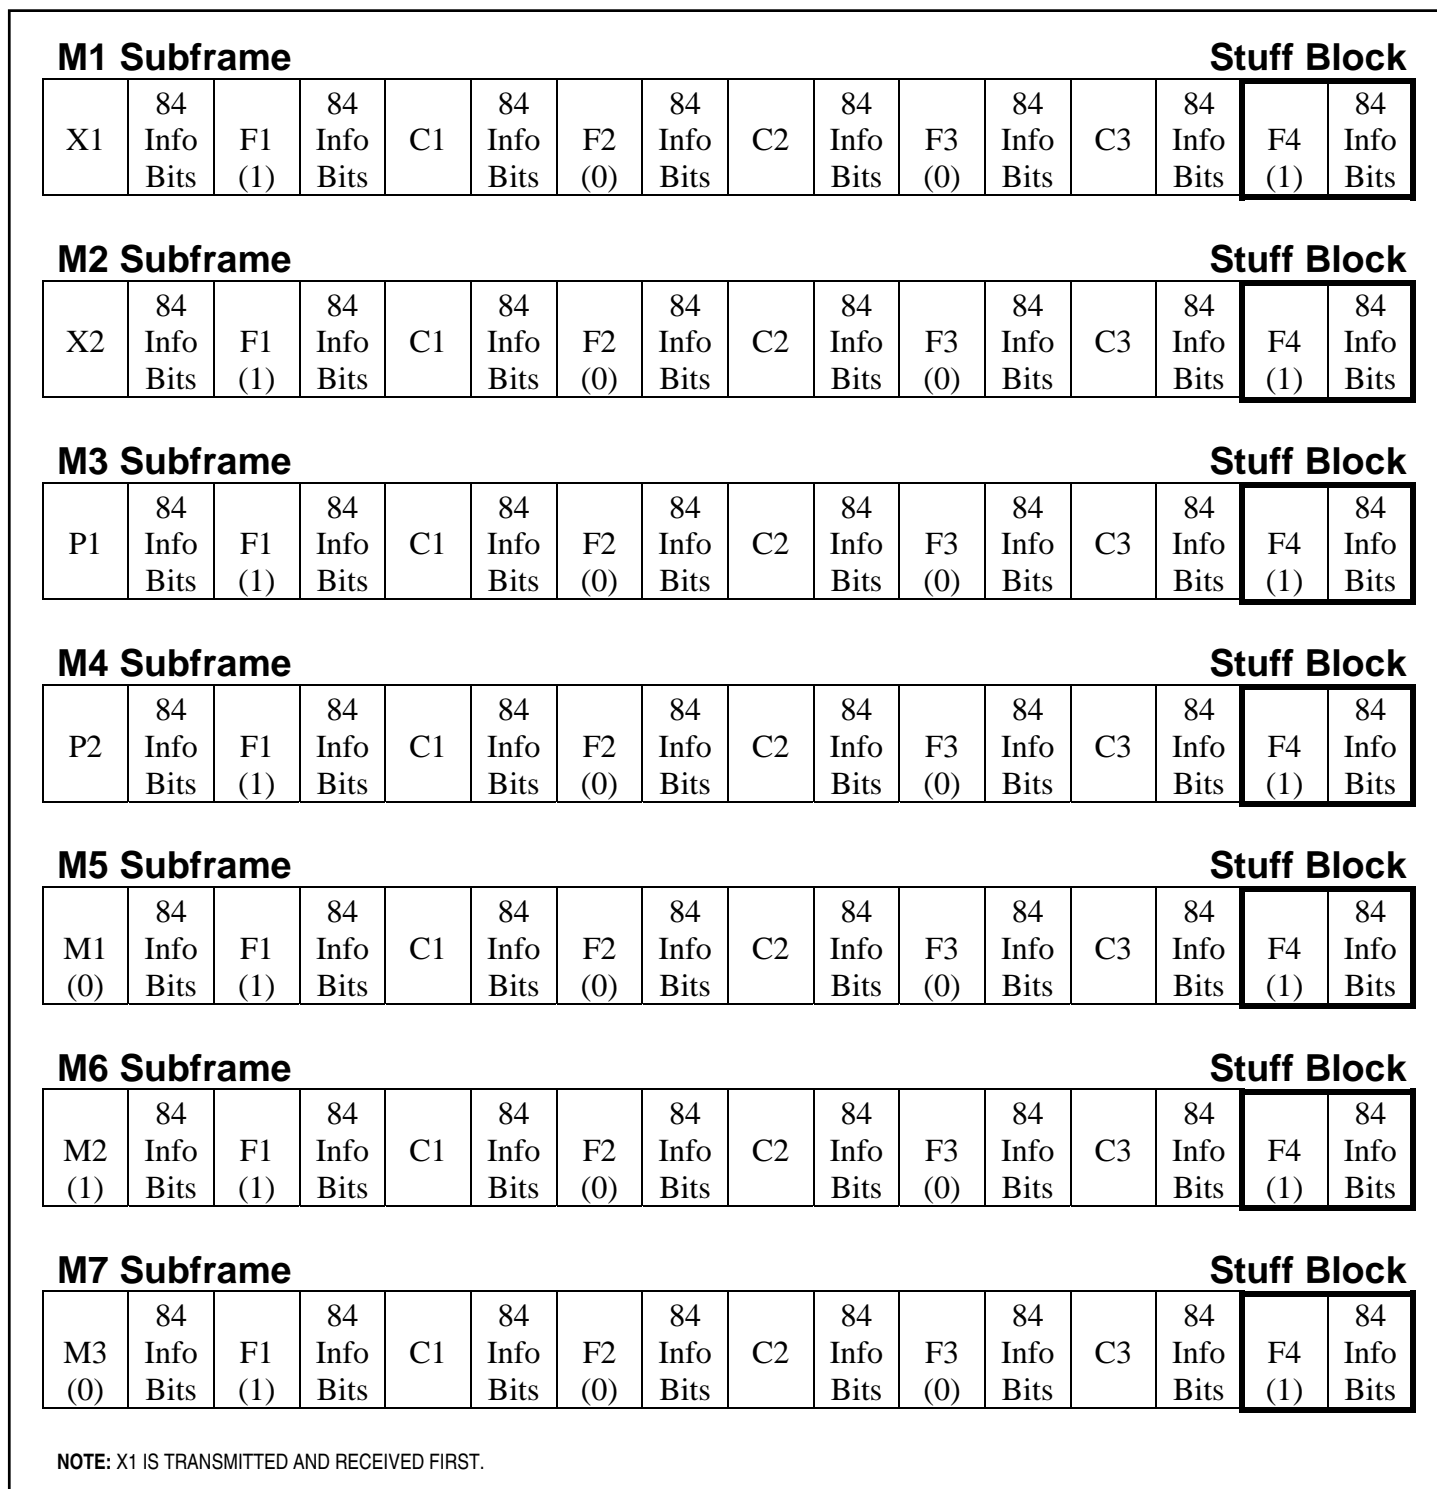 M1 Subframe Stuff Block
84 84 84 84 84 84 84 84
X1 Info F1 Info C1 Info F2 Info C2 Info F3 Info C3 Info F4 Info
Bits (1) Bits Bits (0) Bits Bits (0) Bits Bits (1) Bits
M2 Subframe Stuff Block
84 84 84 84 84 84 84 84
X2 Info F1 Info C1 Info F2 Info C2 Info F3 Info C3 Info F4 Info
Bits (1) Bits Bits (0) Bits Bits (0) Bits Bits (1) Bits
M3 Subframe Stuff Block
84 84 84 84 84 84 84 84
P1 Info F1 Info C1 Info F2 Info C2 Info F3 Info C3 Info F4 Info
Bits (1) Bits Bits (0) Bits Bits (0) Bits Bits (1) Bits
M4 Subframe Stuff Block
84 84 84 84 84 84 84 84
P2 Info F1 Info C1 Info F2 Info C2 Info F3 Info C3 Info F4 Info
Bits (1) Bits Bits (0) Bits Bits (0) Bits Bits (1) Bits
M5 Subframe Stuff Block
84 84 84 84 84 84 84 84
M1 Info F1 Info C1 Info F2 Info C2 Info F3 Info C3 Info F4 Info
(0) Bits (1) Bits Bits (0) Bits Bits (0) Bits Bits (1) Bits
M6 Subframe Stuff Block
84 84 84 84 84 84 84 84
M2 Info F1 Info C1 Info F2 Info C2 Info F3 Info C3 Info F4 Info
(1) Bits (1) Bits Bits (0) Bits Bits (0) Bits Bits (1) Bits
M7 Subframe Stuff Block
84 84 84 84 84 84 84 84
M3 Info F1 Info C1 Info F2 Info C2 Info F3 Info C3 Info F4 Info
(0) Bits (1) Bits Bits (0) Bits Bits (0) Bits Bits (1) Bits
NOTE: X1 IS TRANSMITTED AND RECEIVED FIRST.